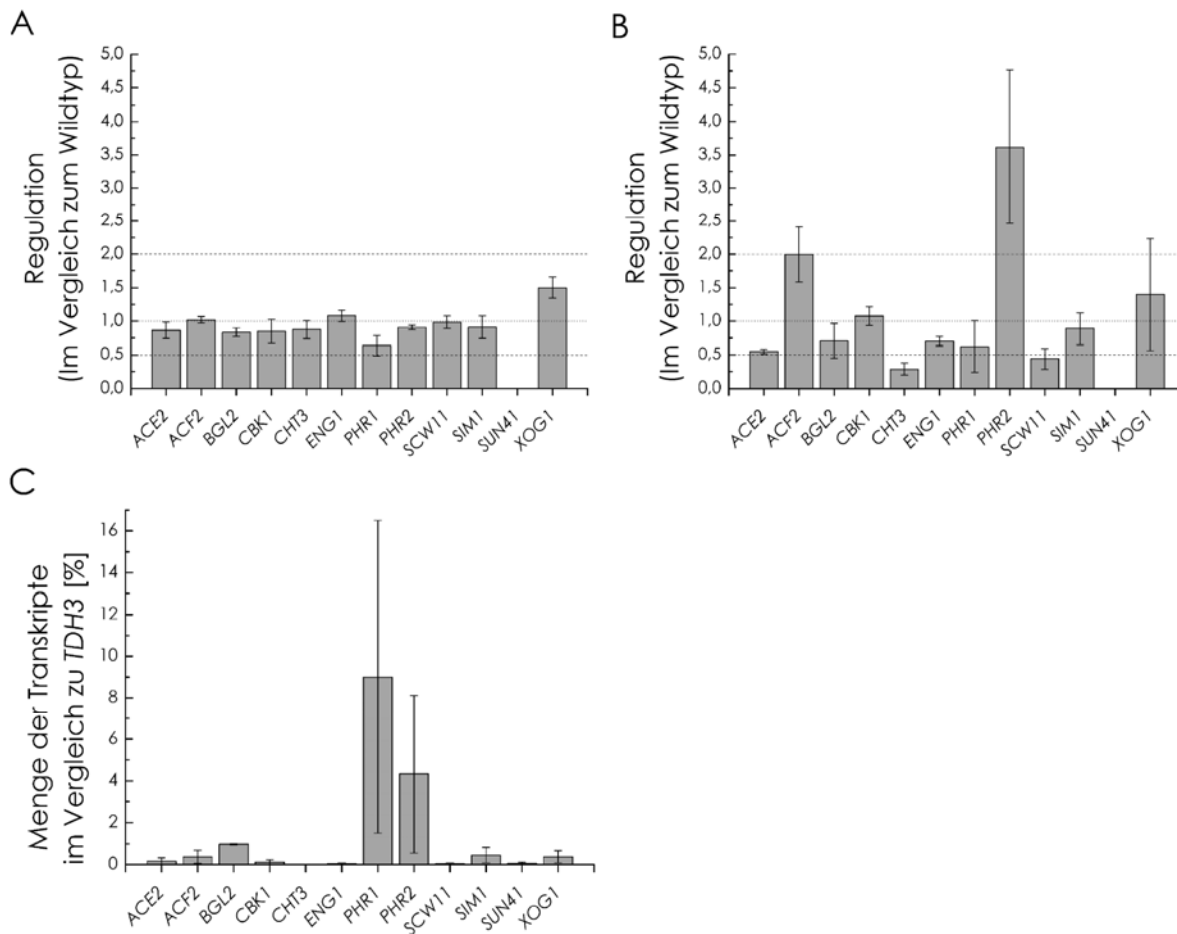 A
Regulation
(Im Vergleich zum Wildtyp)
5,0
4,5
4,0
3,5
3,0
2,5
2,0
1,5
1,0
0,5
0,0
ACE2
ACF2
BGL2
CBK1
CHT3
ENG1
PHR1
PHR2
SCW11
SIM1
SUN41
XOG1
B
Regulation
(Im Vergleich zum Wildtyp)
5,0
4,5
4,0
3,5
3,0
2,5
2,0
1,5
1,0
0,5
0,0
ACE2
ACF2
BGL2
CBK1
CHT3
ENG1
PHR1
PHR2
SCW11
SIM1
SUN41
XOG1
C
Menge der Transkripte
im Vergleich zu TDH3 [%]
16
14
12
10
8
6
4
2
0
ACE2
ACF2
BGL2
CBK1
CHT3
ENG1
PHR1
PHR2
SCW11
SIM1
SUN41
XOG1